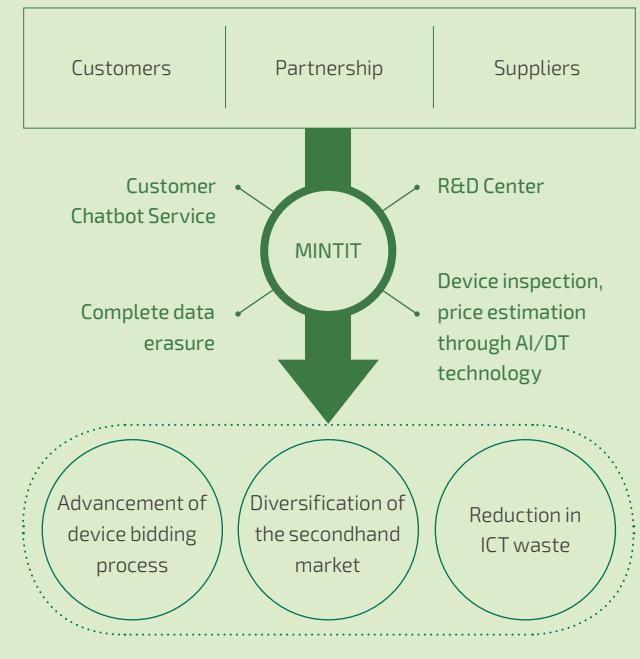 Customers
Partnership
Suppliers
Customer
Chatbot Service
R&D Center
MINTIT
Complete data
erasure
Device inspection,
price estimation
through AI/DT
technology
Advancement of
device bidding
process
Diversification of
the secondhand
market
Reduction in
ICT waste